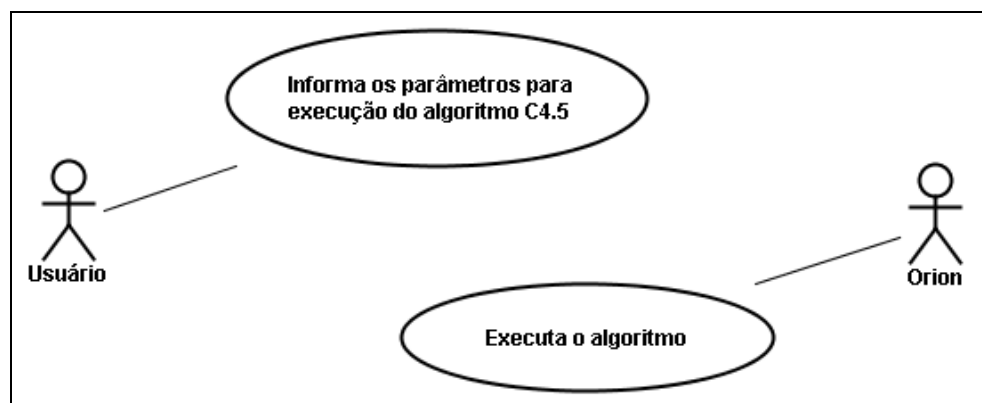 Informa os parâmetros para
execução do algoritmo C4.5
Usuário
Orion
Executa o algoritmo